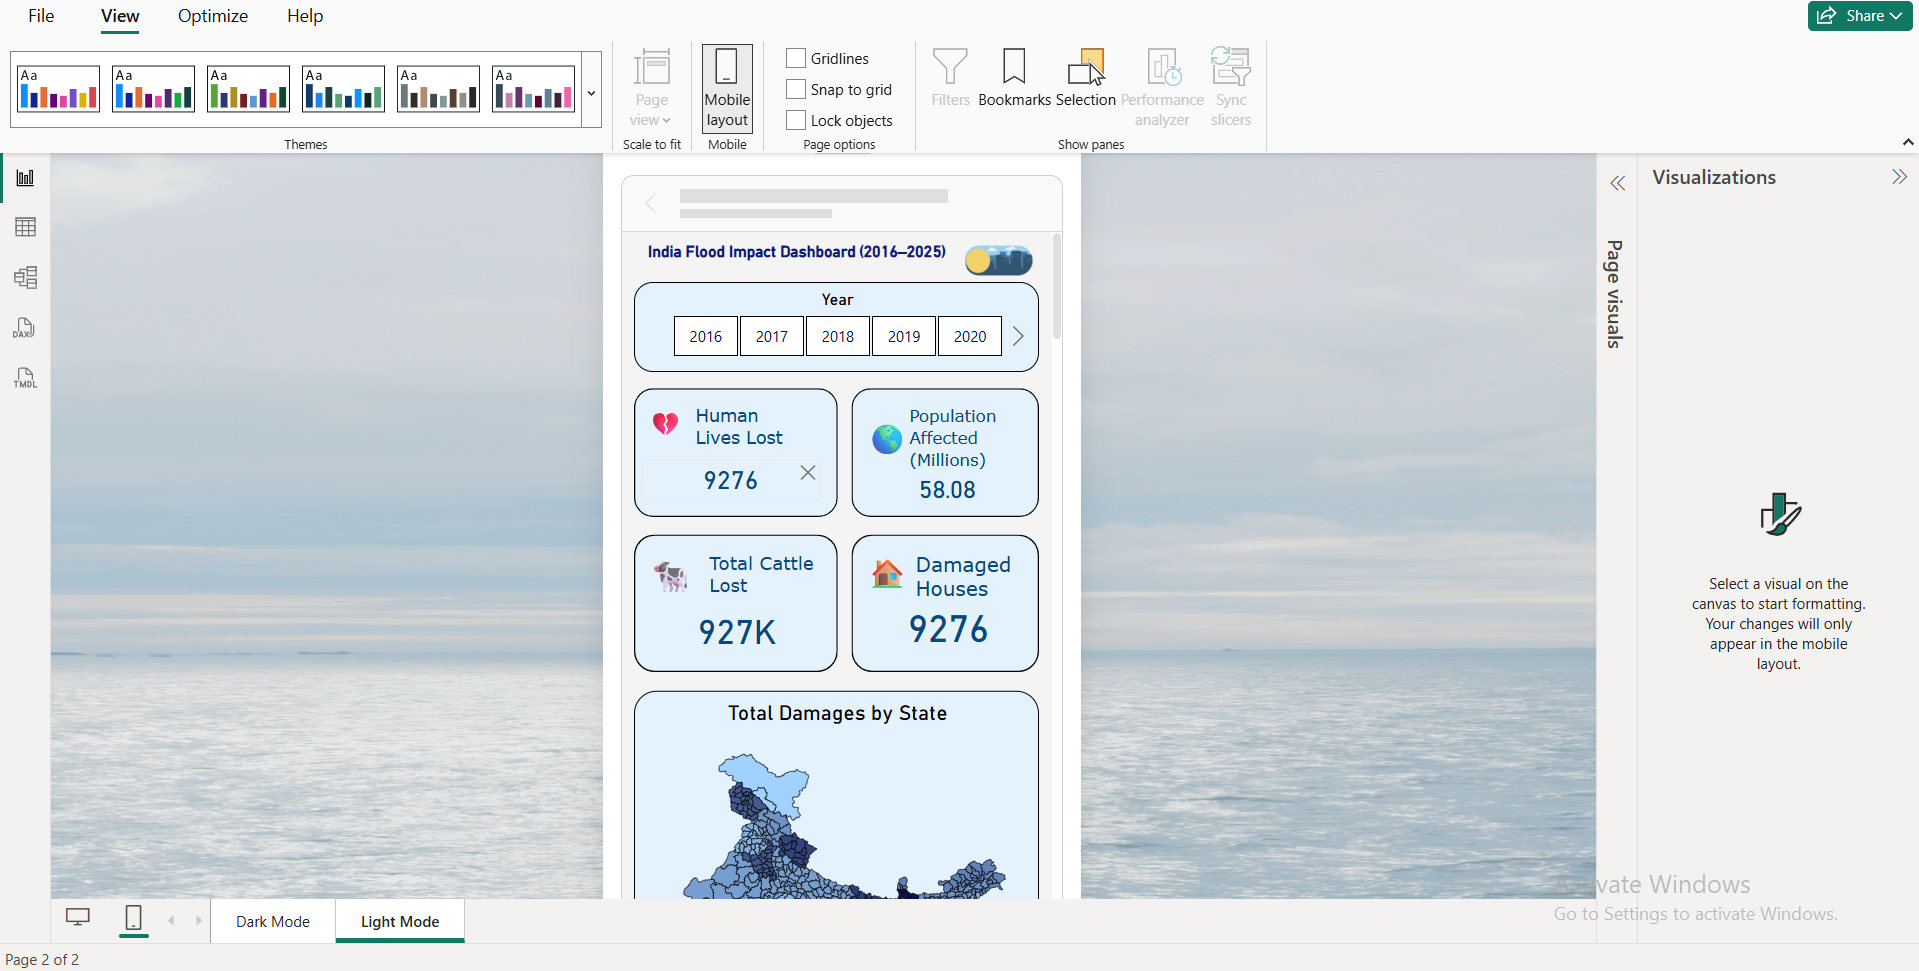 File View Optimize Help
Share
Aa Aa Aa Aa Aa Aa
Themes
Page view
Scale to fit
Mobile layout
Mobile
Gridlines
Snap to grid
Lock objects
Page options
Filters
Bookmarks
Selection
Performance analyzer
Sync slicers
Show panes
DAX
TMDL
India Flood Impact Dashboard (2016–2025)
Year
2016 2017 2018 2019 2020
Human
Lives Lost
9276
Population
Affected
(Millions)
58.08
Total Cattle
Lost
927K
Damaged
Houses
9276
Total Damages by State
Page visuals
Visualizations
Select a visual on the
canvas to start formatting.
Your changes will only
appear in the mobile
layout.
Activate Windows
Go to Settings to activate Windows.
Dark Mode Light Mode
Page 2 of 2